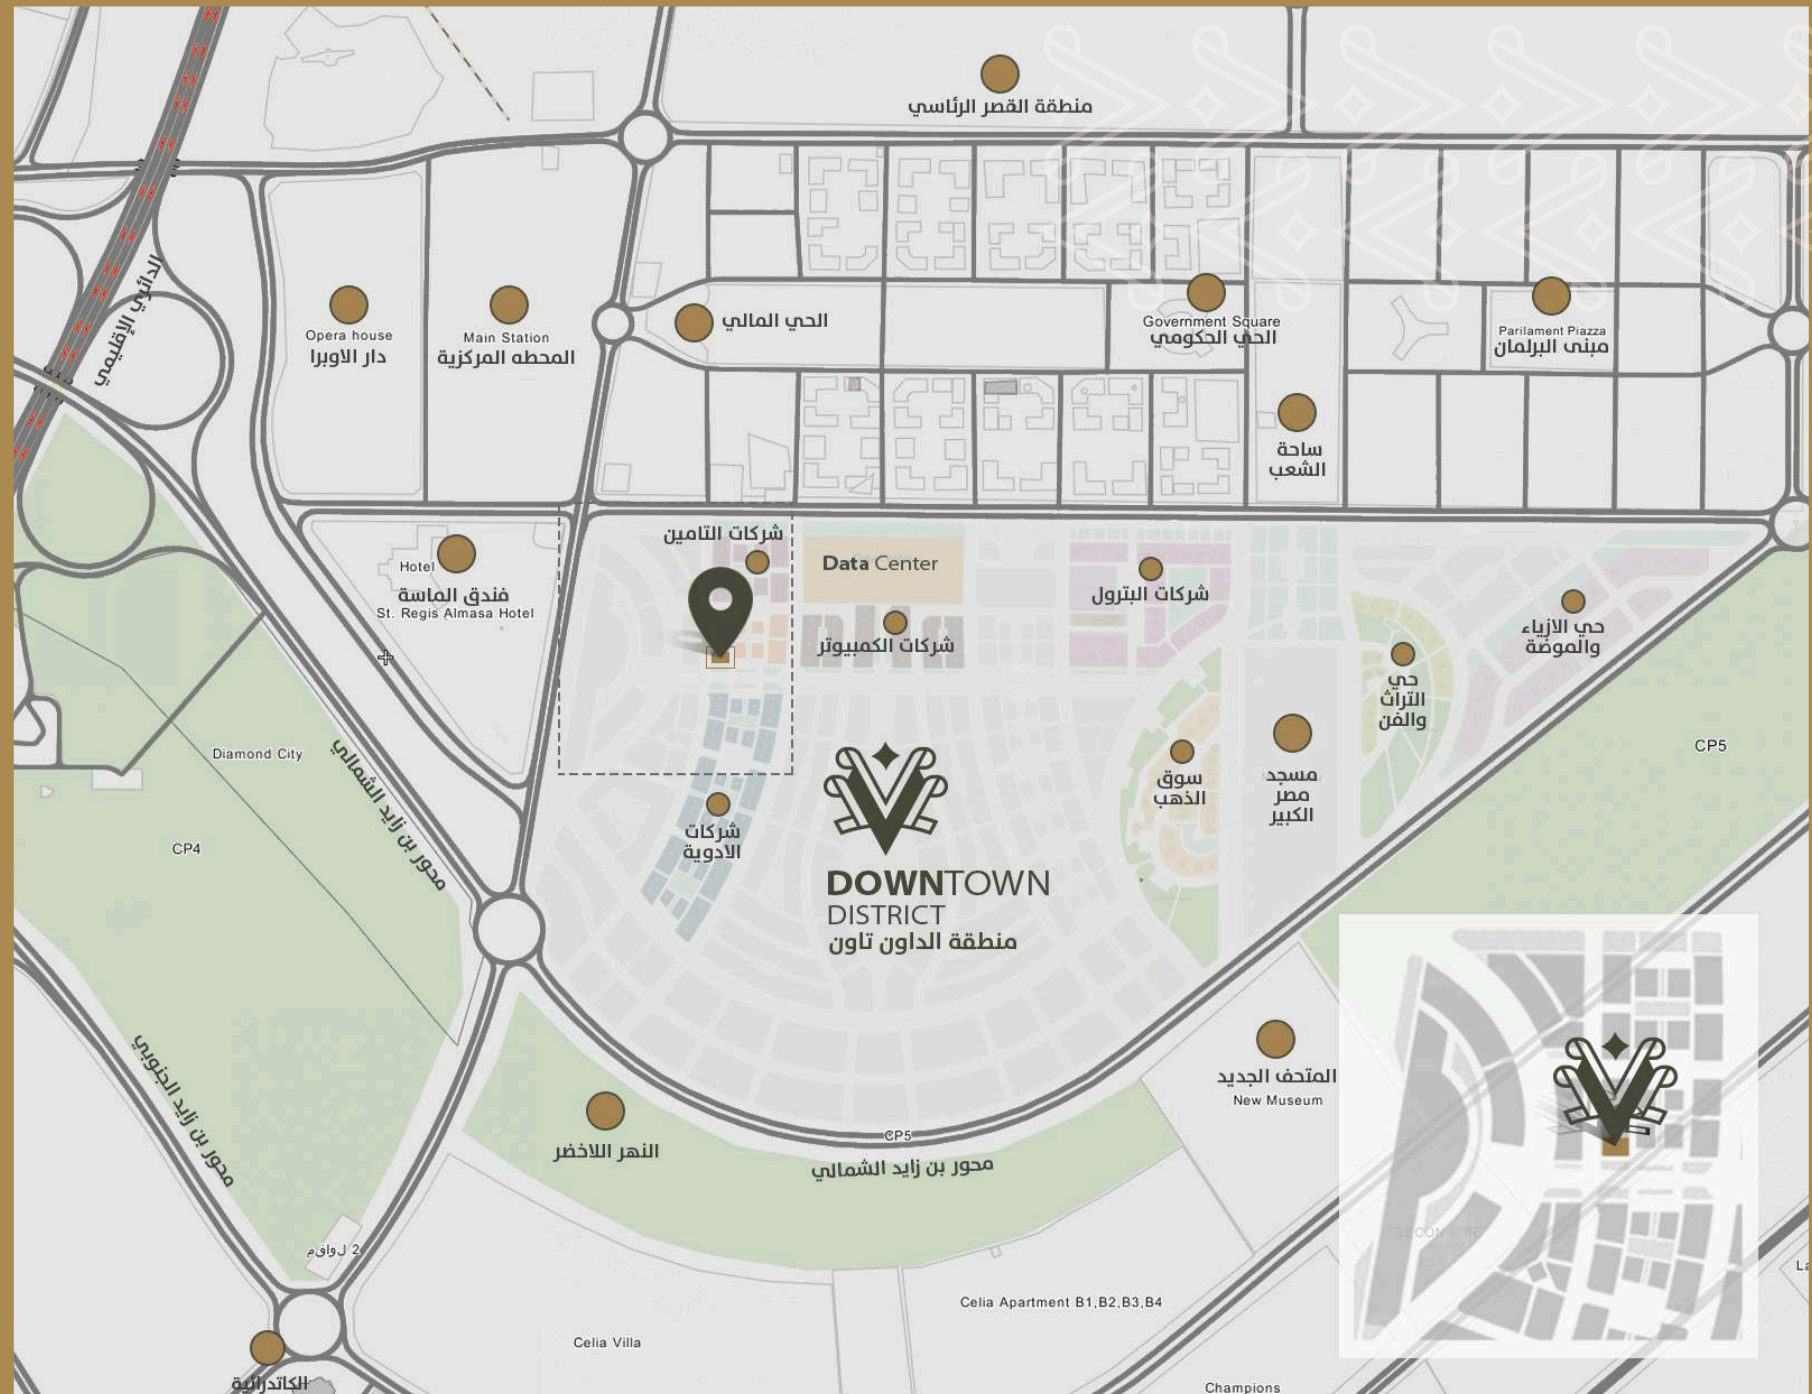 منطقة القصر الرئاسي
الدائري الإقليمي
Opera house
دار الاوبرا
Main Station
المحطه المركزية
الحي المالي
Government Square
الحي الحكومي
Parilament Piazza
مبنى البرلمان
ساحة
الشعب
شركات التامين
Data Center
شركات الكمبيوتر
شركات البترول
حي الازياء
والموضة
Hotel
فندق الماسة
St. Regis Almasa Hotel
حي
التراث
والفن
Diamond City
محور بن زايد الشمالي
سوق
الذهب
مسجد
مصر
الكبير
CP5
CP4
شركات
الادوية
DOWNTOWN
DISTRICT
منطقة الداون تاون
محور بن زايد الجنوبي
المتحف الجديد
New Museum
النهر اللاخضر
CP5
محور بن زايد الشمالي
Celia Apartment B1,B2,B3,B4
Celia Villa
الكاتدرائية
Champions